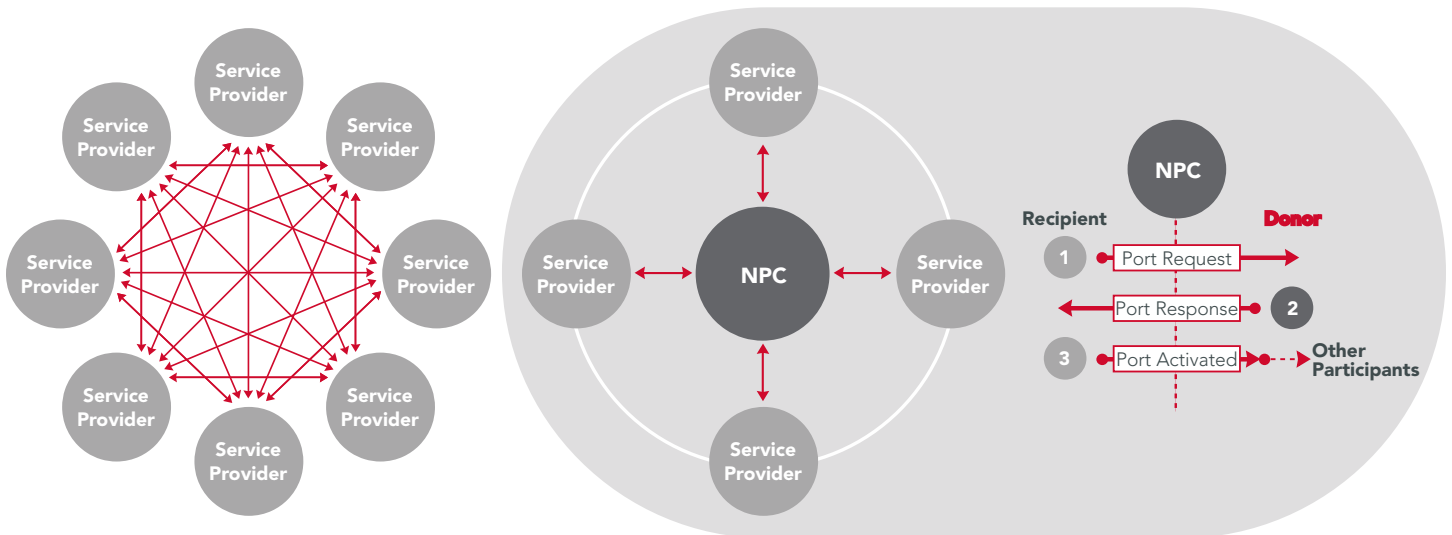 Service
Provider
Service
Provider
Service
Provider
Service
Provider
Service
Provider
Service
Provider
Service
Provider
Service
Provider
Service
Provider
Service
Provider
NPC
Service
Provider
Service
Provider
NPC
Recipient
Donor
1
Port Request
Port Response
2
3
Port Activated
Other
Participants